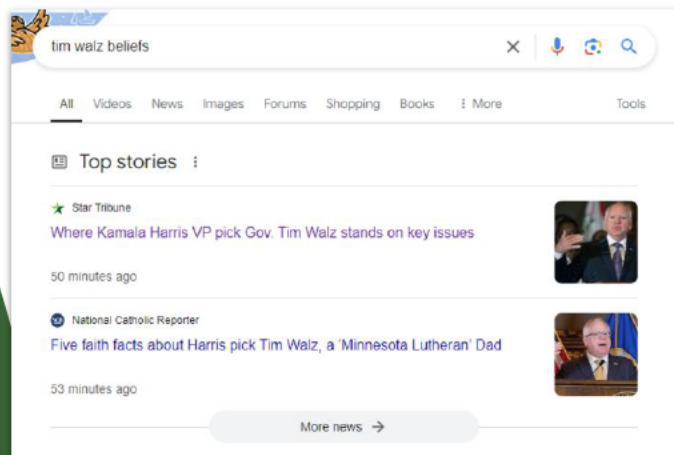 tim walz beliefs
All Videos News Images Forums Shopping Books More Tools
Top stories
Star Tribune
Where Kamala Harris VP pick Gov. Tim Walz stands on key issues
50 minutes ago
National Catholic Reporter
Five faith facts about Harris pick Tim Walz, a ‘Minnesota Lutheran’ Dad
53 minutes ago
More news →